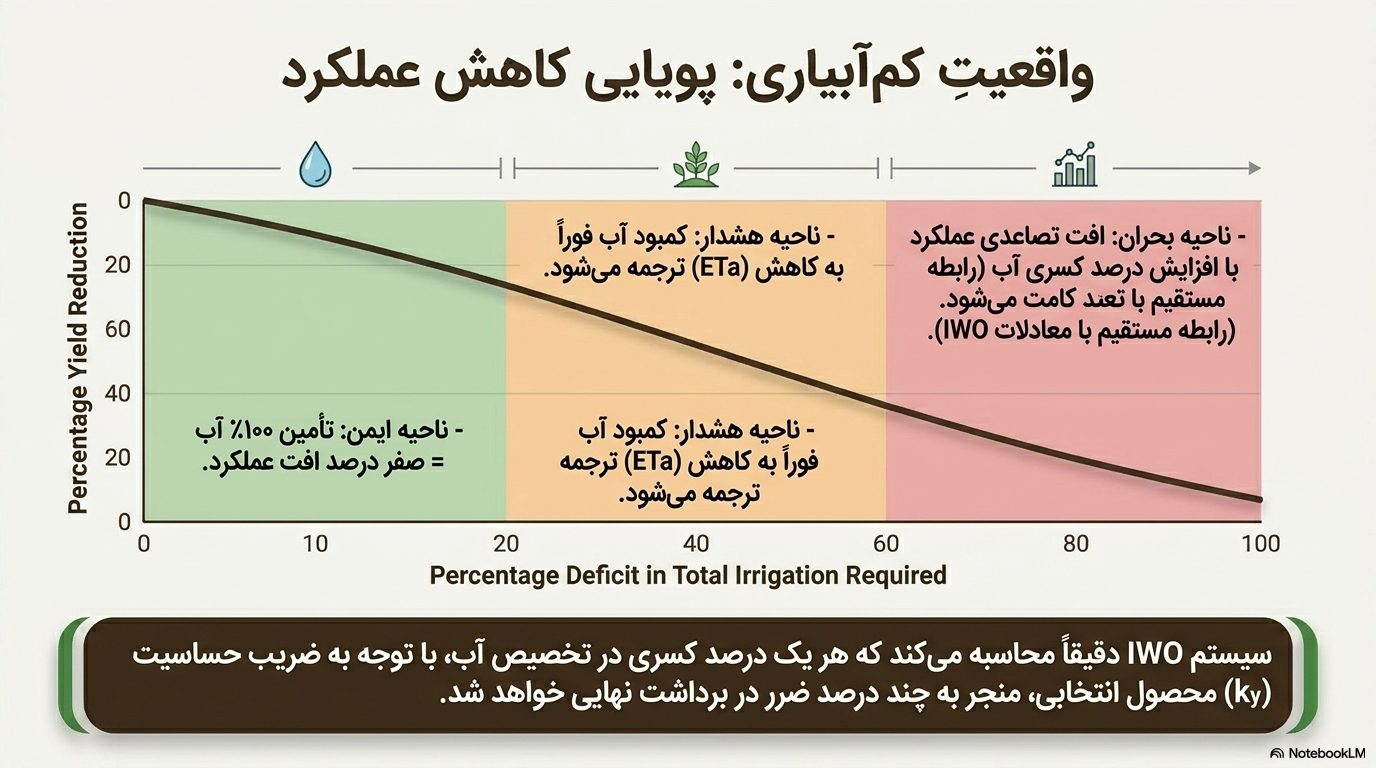 واقعیتِ کم‌آبیاری: پویایی کاهش عملکرد
Percentage Yield Reduction
0
20
60
40
20
0
- ناحیه ایمن: تأمین ۱۰۰٪ آب
= صفر درصد افت عملکرد.
- ناحیه هشدار: کمبود آب فوراً
به کاهش (ETa) ترجمه می‌شود.
- ناحیه هشدار: کمبود آب
فوراً به کاهش (ETa) ترجمه
ترجمه می‌شود.
- ناحیه بحران: افت تصاعدی عملکرد
با افزایش درصد کسری آب (رابطه
مستقیم با تعند کامت می‌شود.
(رابطه مستقیم با معادلات IWO).
0 10 20 40 60 80 100
Percentage Deficit in Total Irrigation Required
سیستم IWO دقیقاً محاسبه می‌کند که هر یک درصد کسری در تخصیص آب، با توجه به ضریب حساسیت
(ky) محصول انتخابی، منجر به چند درصد ضرر در برداشت نهایی خواهد شد.
NotebookLM